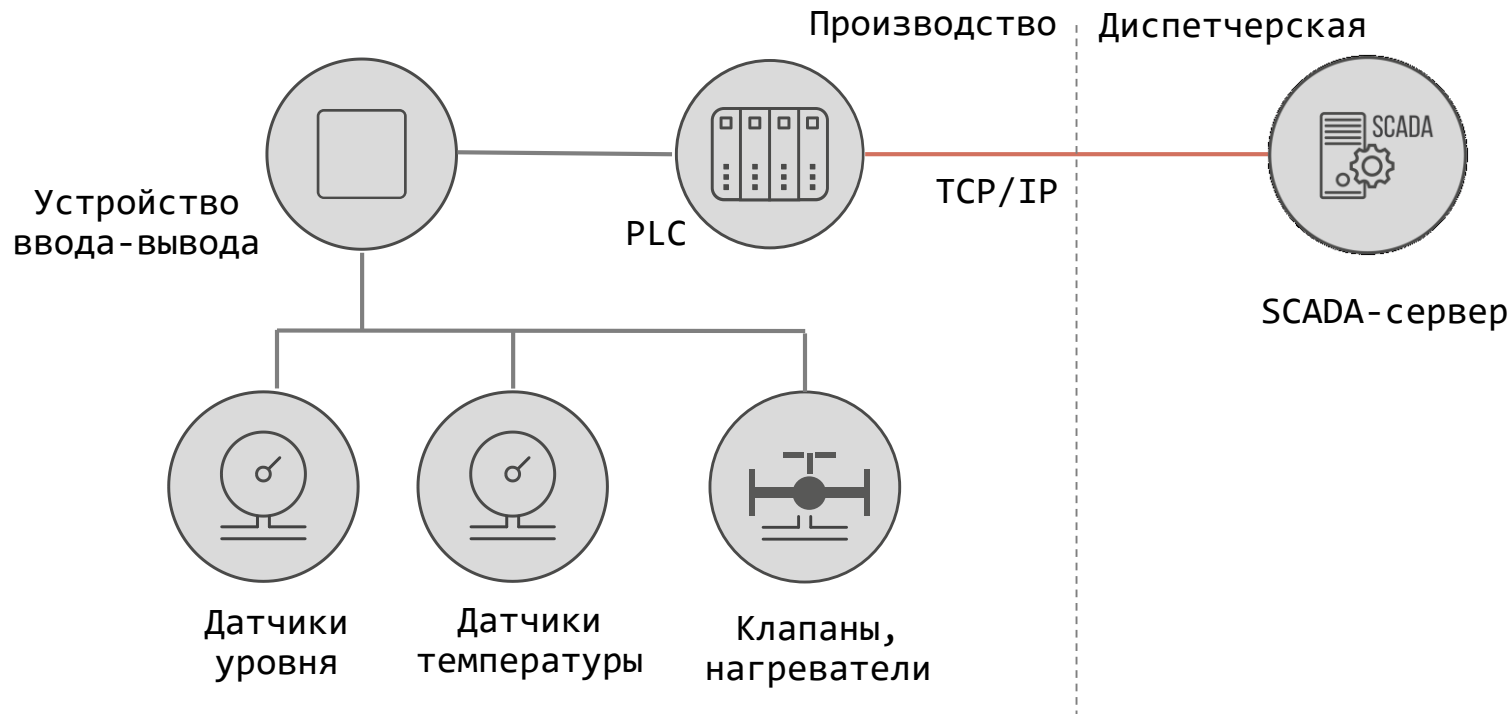 Производство
Диспетчерская
SCADA
Устройство
ввода-вывода
PLC
TCP/IP
SCADA-сервер
Датчики
уровня
Датчики
температуры
Клапаны,
нагреватели